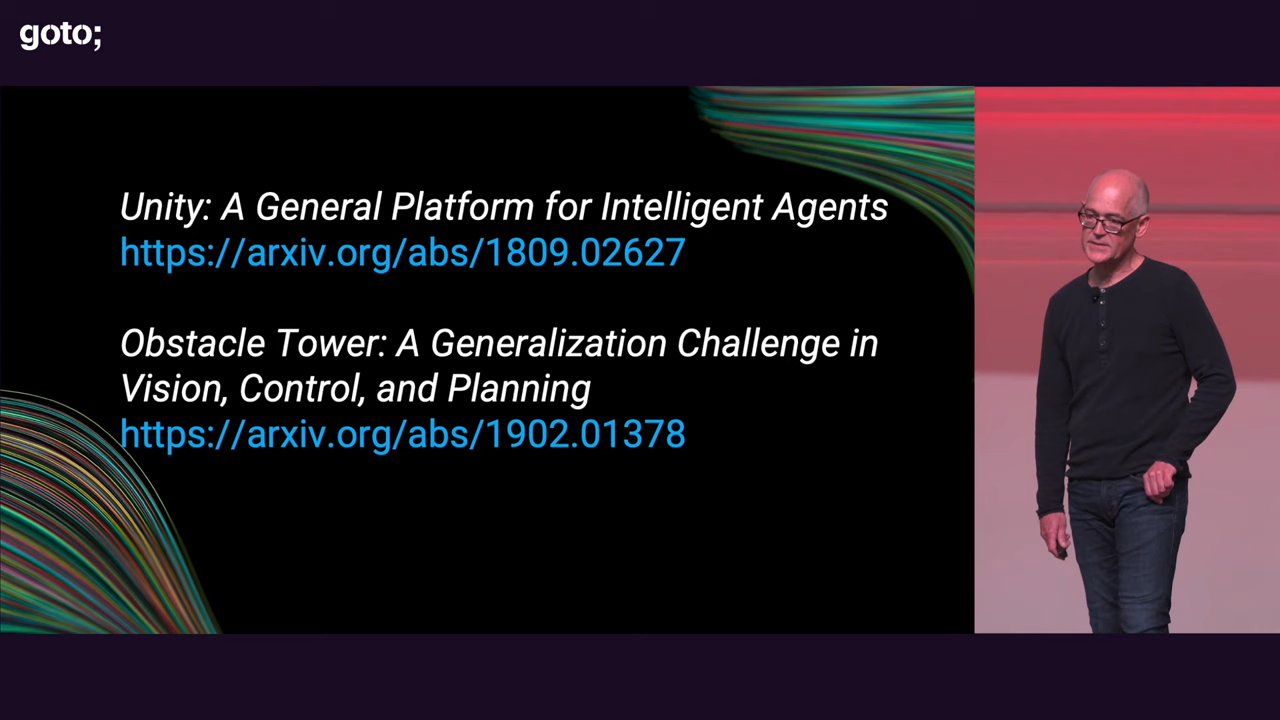 goto;
Unity: A General Platform for Intelligent Agents
https://arxiv.org/abs/1809.02627
Obstacle Tower: A Generalization Challenge in
Vision, Control, and Planning
https://arxiv.org/abs/1902.01378